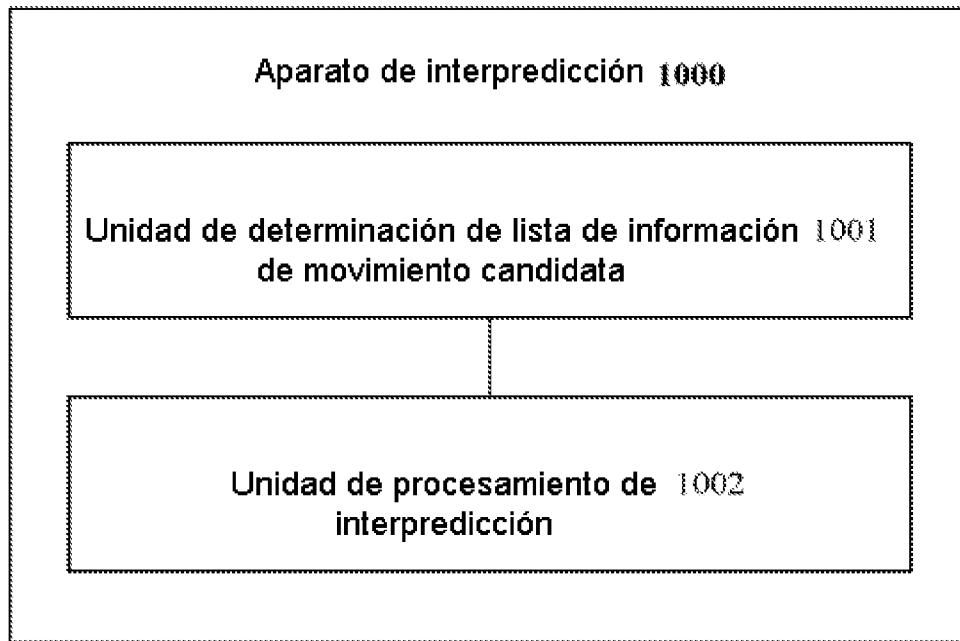 Aparato de interpredicción 1000
Unidad de determinación de lista de información 1001
de movimiento candidata
Unidad de procesamiento de 1002
interpredicción